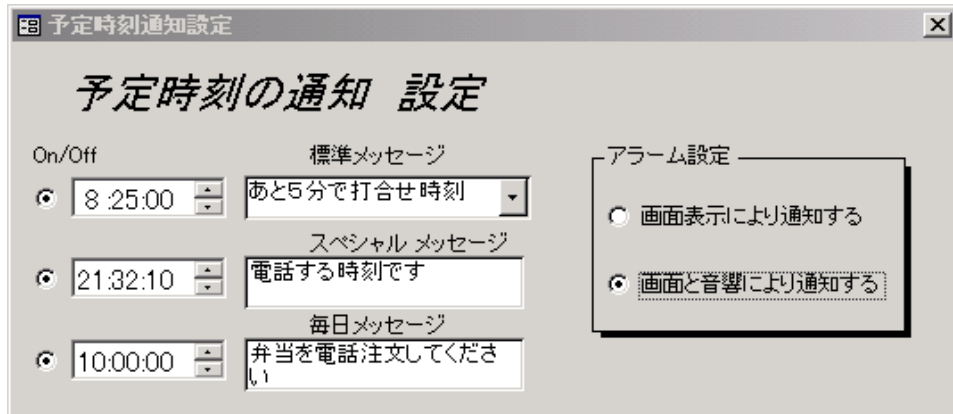 予定時刻通知設定
予定時刻の通知 設定
On/Off
標準メッセージ
8:25:00
あと5分で打合せ時刻
スペシャル メッセージ
21:32:10
電話する時刻です
毎日メッセージ
10:00:00
弁当を電話注文してくださ
い
アラーム設定
画面表示により通知する
画面と音響により通知する